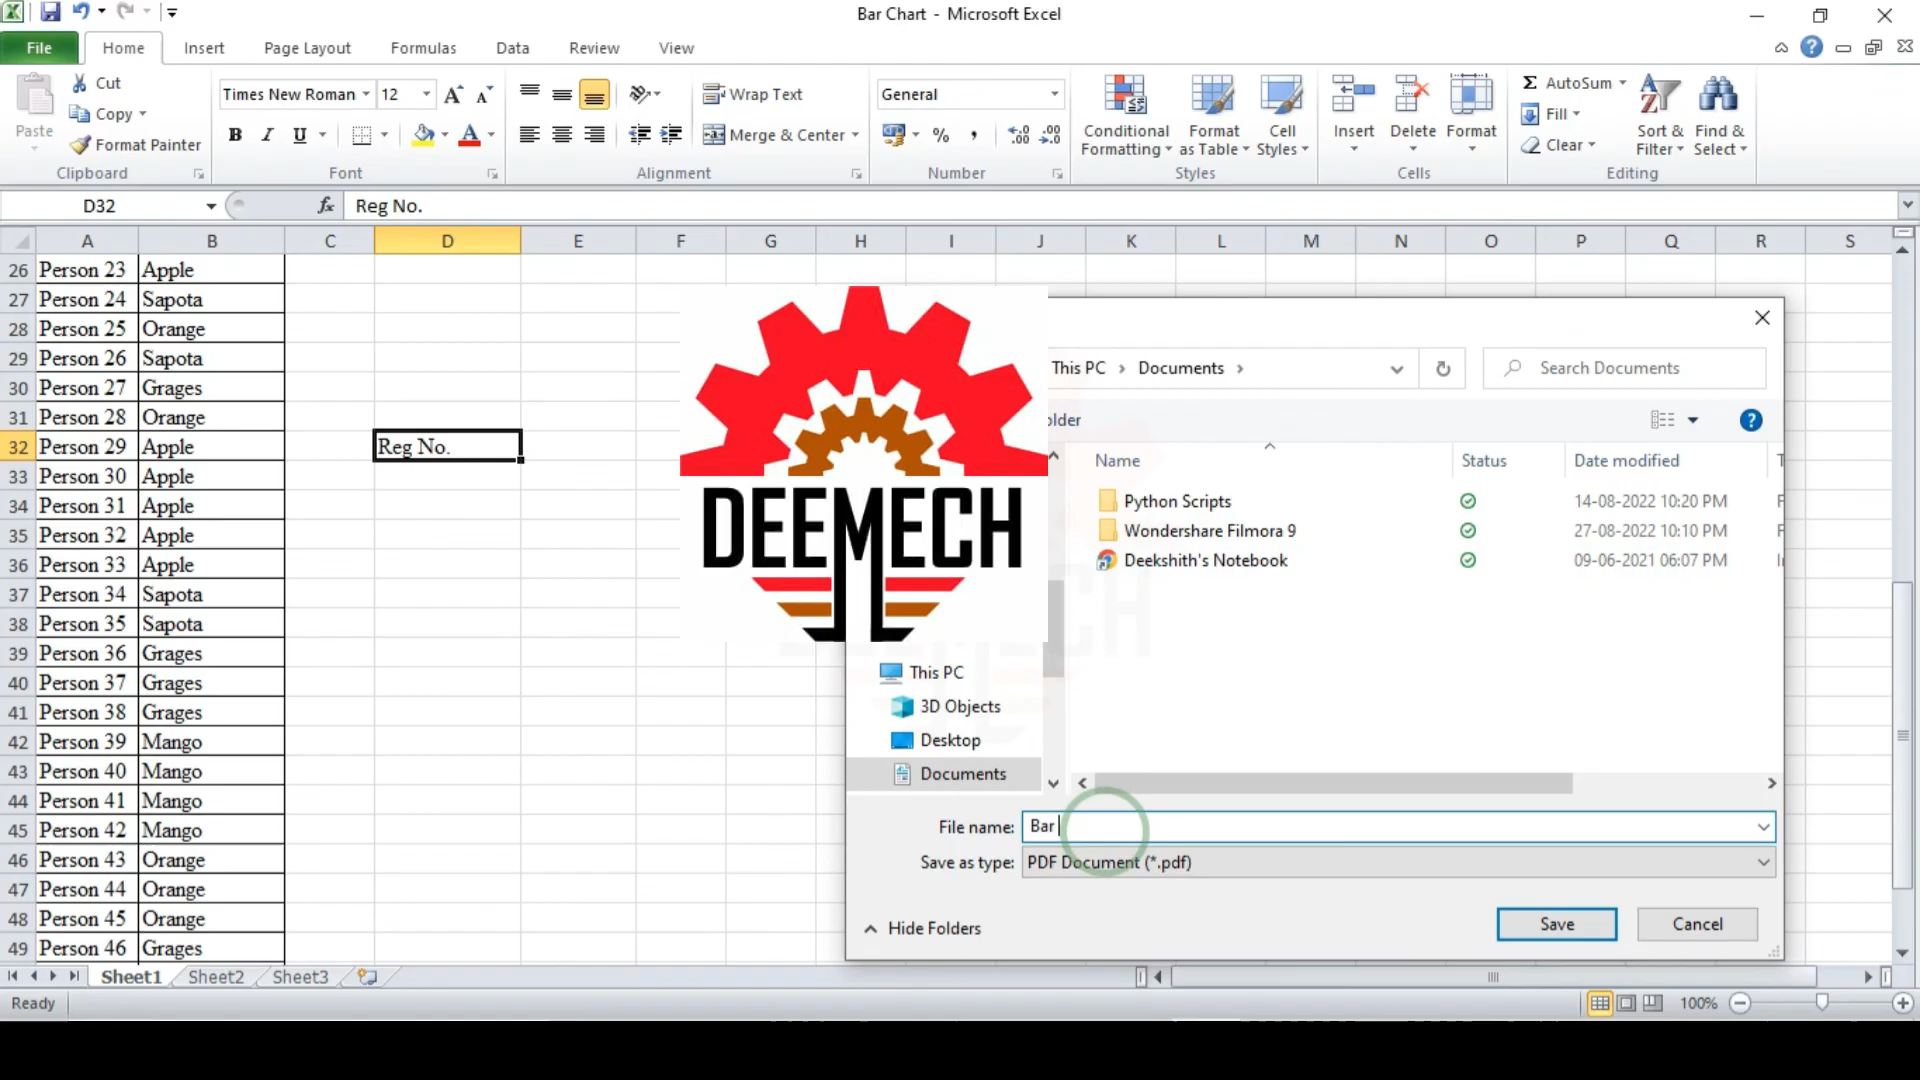 Bar Chart - Microsoft Excel
File Home Insert Page Layout Formulas Data Review View
Paste
Cut
Copy
Format Painter
Clipboard
Times New Roman 12
B I U A
Font
Wrap Text
Merge & Center
Alignment
General
% ,
Number
Conditional Formatting
Format as Table
Cell Styles
Styles
Insert Delete Format
Cells
Σ AutoSum
Fill
Clear
Sort & Filter
Find & Select
Editing
D32 fx Reg No.
A B C D E F G H I J K L M N O P Q R S
26 Person 23 Apple
27 Person 24 Sapota
28 Person 25 Orange
29 Person 26 Sapota
30 Person 27 Grages
31 Person 28 Orange
32 Person 29 Apple Reg No.
33 Person 30 Apple
34 Person 31 Apple
35 Person 32 Apple
36 Person 33 Apple
37 Person 34 Sapota
38 Person 35 Sapota
39 Person 36 Grages
40 Person 37 Grages
41 Person 38 Grages
42 Person 39 Mango
43 Person 40 Mango
44 Person 41 Mango
45 Person 42 Mango
46 Person 43 Orange
47 Person 44 Orange
48 Person 45 Orange
49 Person 46 Grages
DEEMECH
This PC › Documents ›
Search Documents
older
Name Status Date modified
Python Scripts 14-08-2022 10:20 PM
Wondershare Filmora 9 27-08-2022 10:10 PM
Deekshith's Notebook 09-06-2021 06:07 PM
This PC
3D Objects
Desktop
Documents
File name: Bar
Save as type: PDF Document (*.pdf)
Hide Folders
Save Cancel
Sheet1 Sheet2 Sheet3
Ready
100%